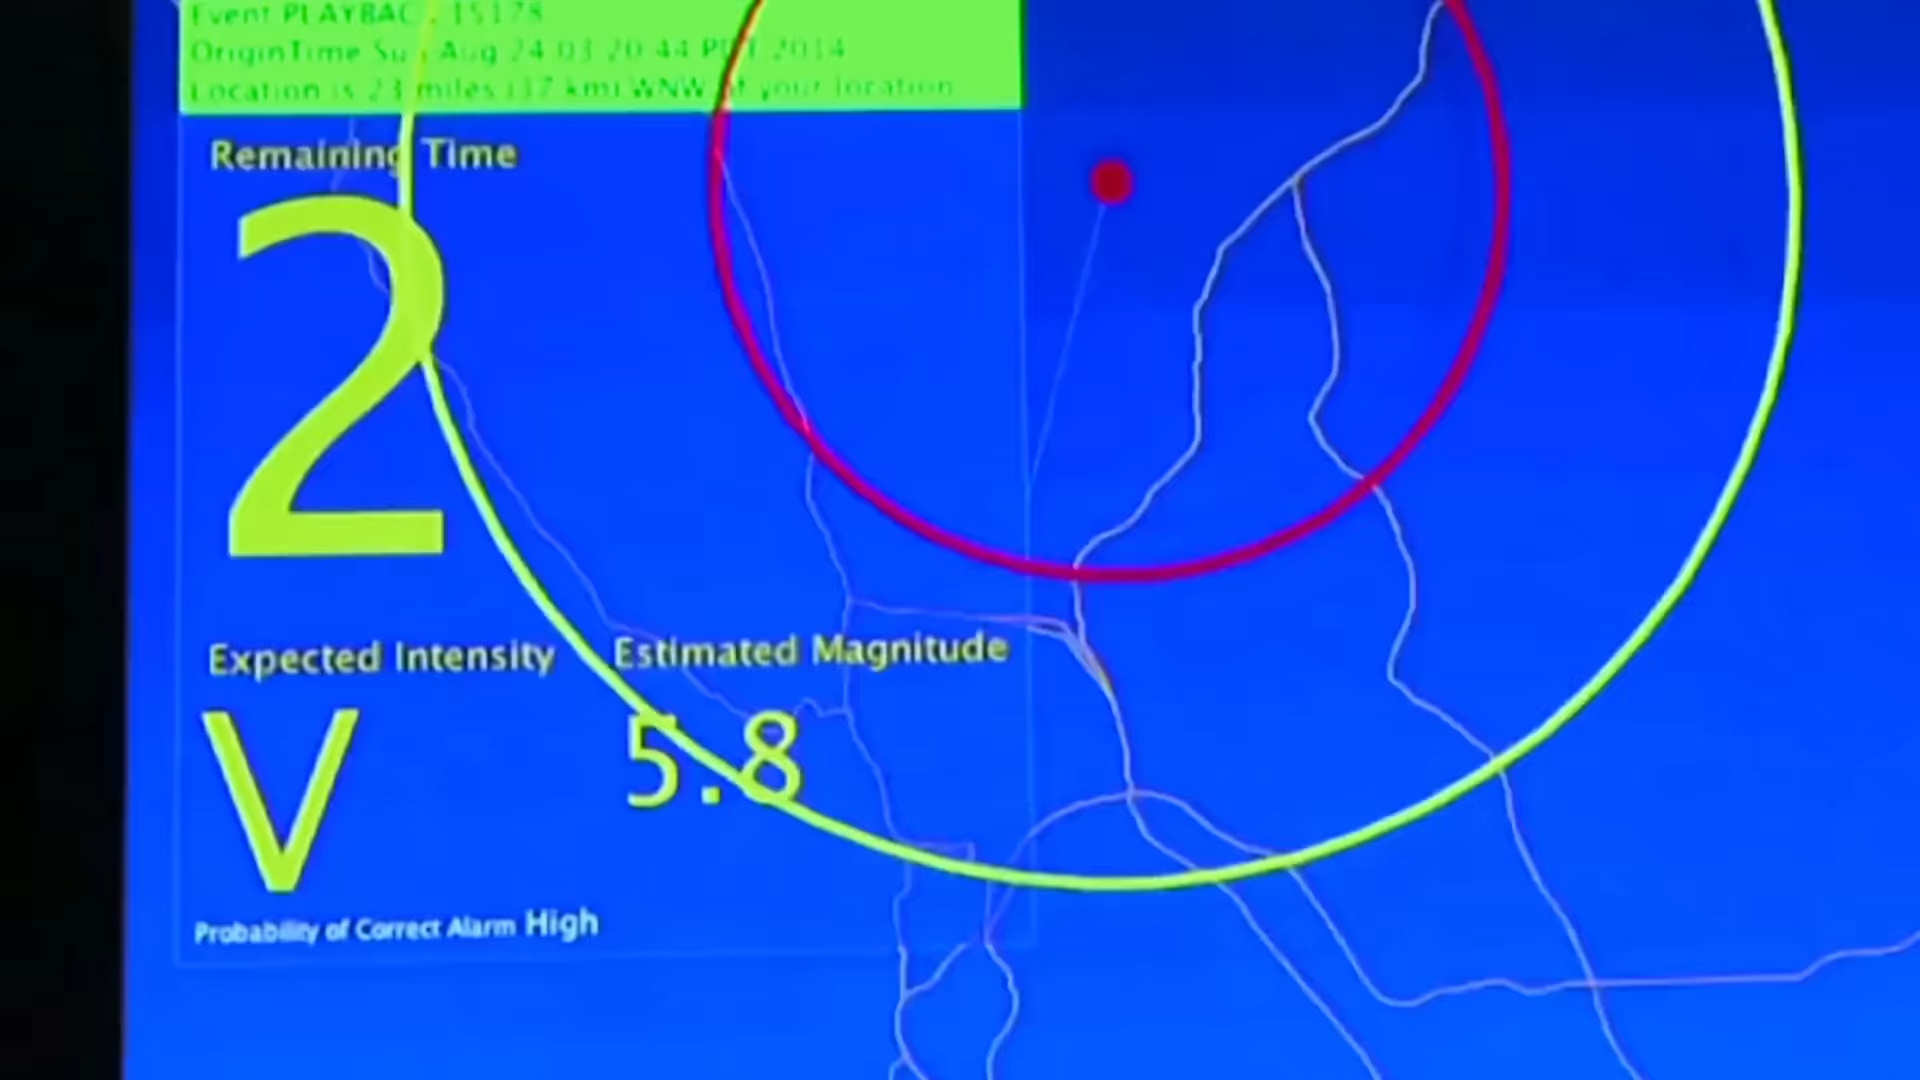 Event PLAYBAC 15178
OriginTime Su Aug 24 03 20 44 2014
Location is 23 miles (37 km) WNW of your location
Remaining Time
2
Expected Intensity
Estimated Magnitude
V
5.8
Probability of Correct Alarm High